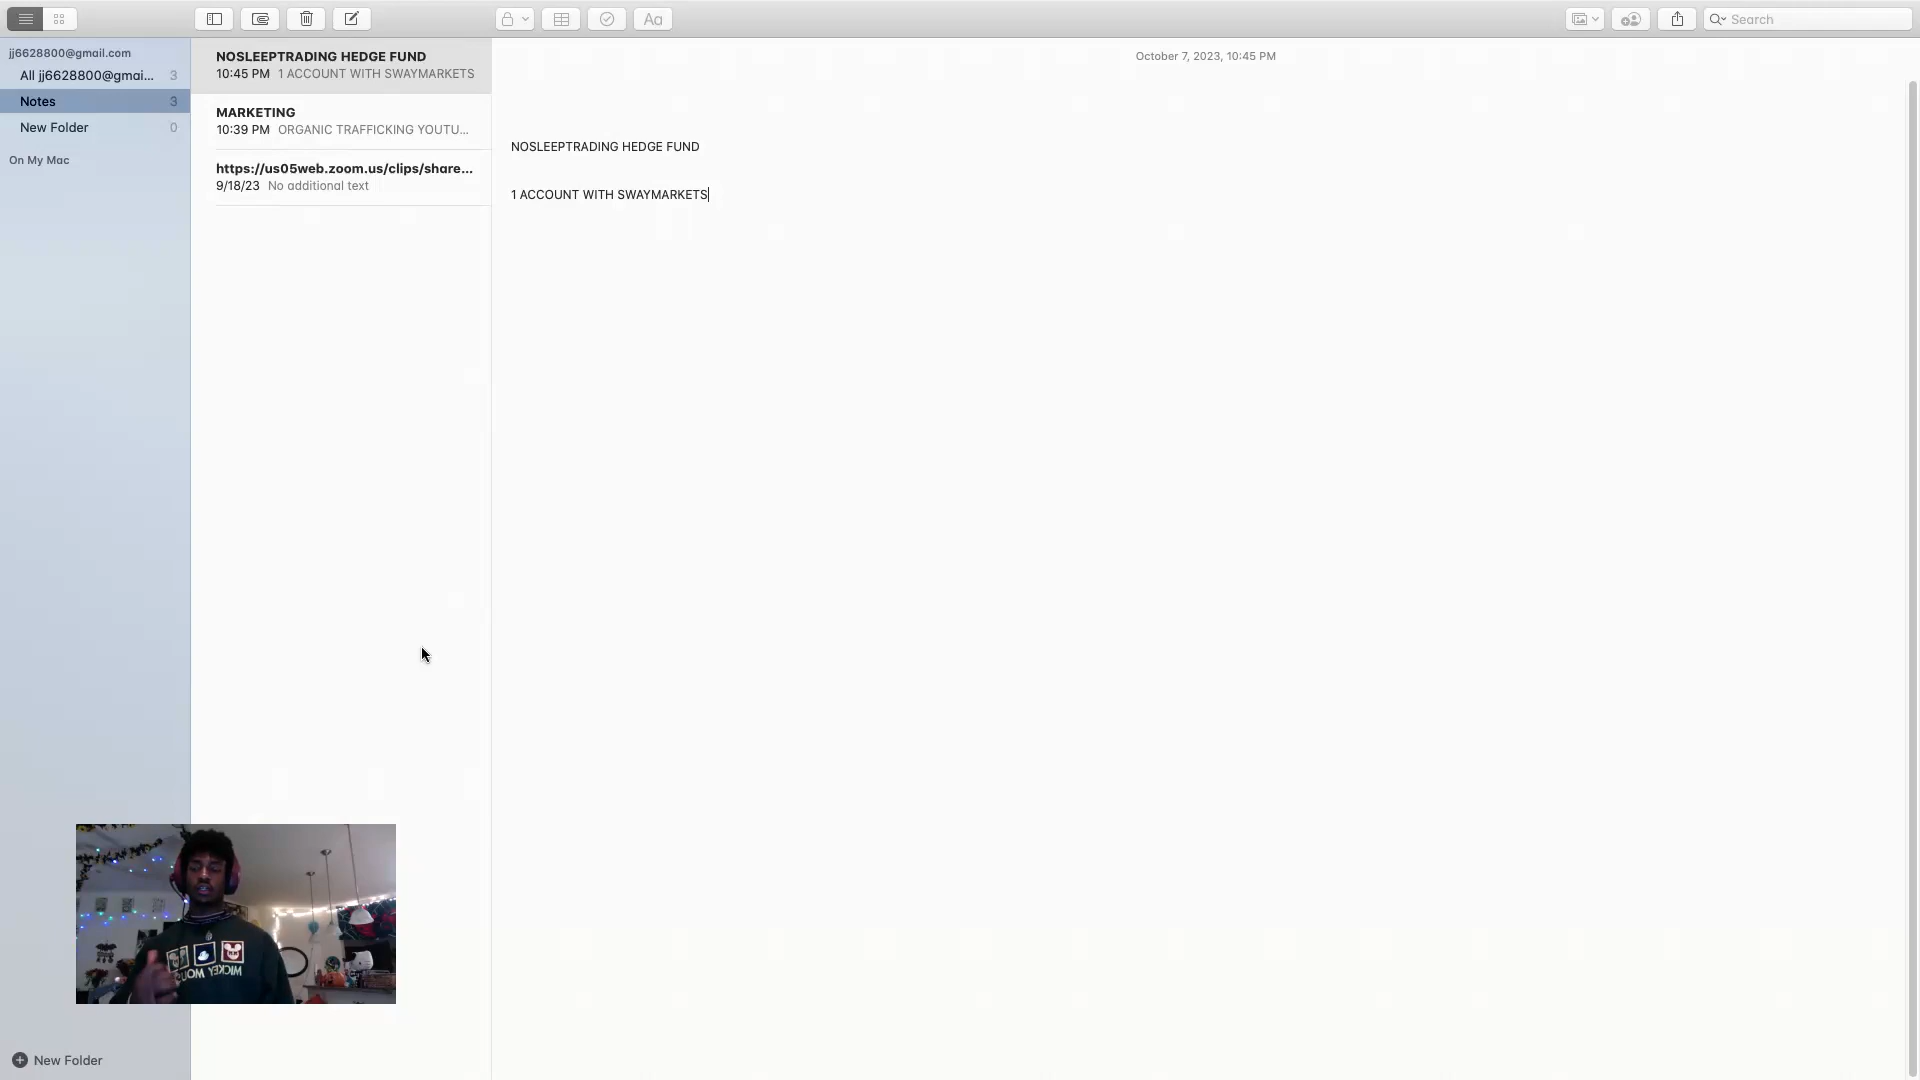 Search
jj6628800@gmail.com
All jj6628800@gmai... 3
Notes 3
New Folder 0
On My Mac
NOSLEEPTRADING HEDGE FUND
10:45 PM 1 ACCOUNT WITH SWAYMARKETS
MARKETING
10:39 PM ORGANIC TRAFFICKING YOUTU...
https://us05web.zoom.us/clips/share...
9/18/23 No additional text
October 7, 2023, 10:45 PM
NOSLEEPTRADING HEDGE FUND
1 ACCOUNT WITH SWAYMARKETS
Aa
MICKEY MOUS
New Folder